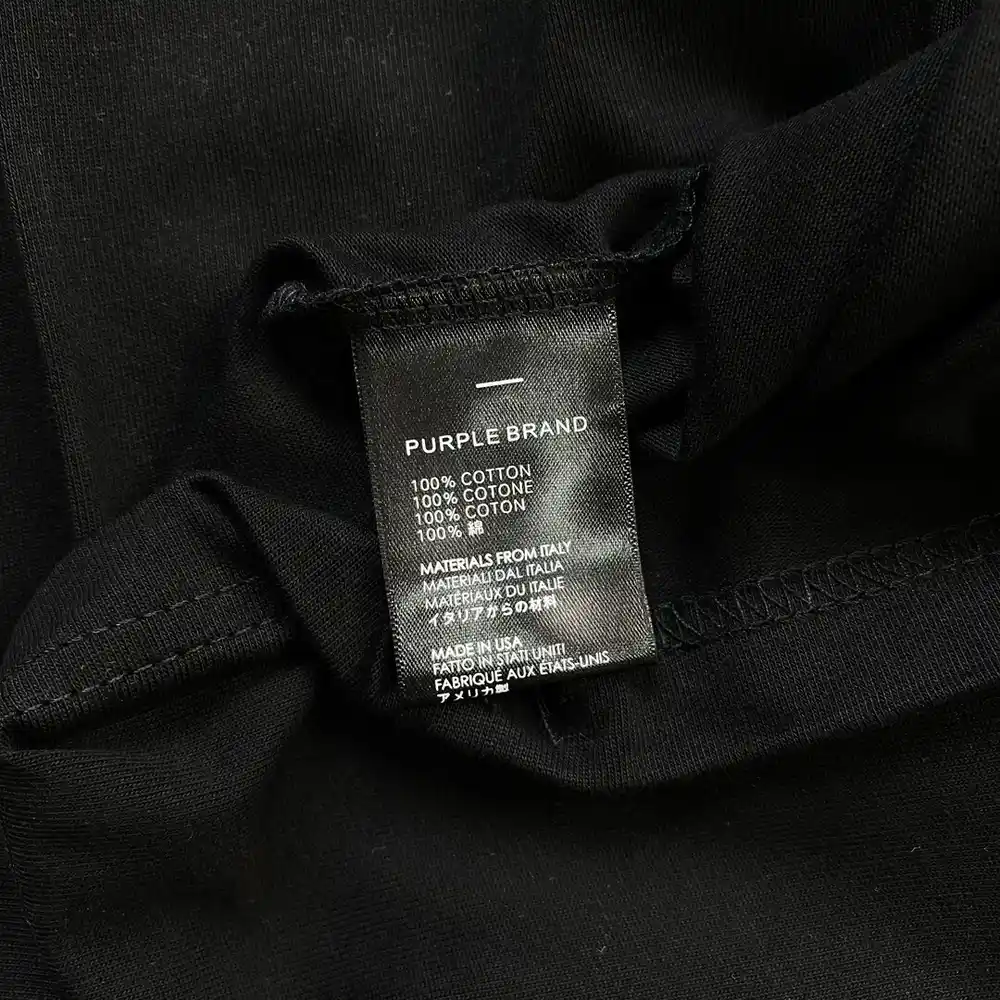 PURPLE BRAND
100% COTTON
100% COTONE
100% COTON
100% 綿
MATERIALS FROM ITALY
MATERIALI DAL ITALIA
MATERIAUX DU ITALIE
イタリアからの材料
MADE IN USA
FATTO IN STATI UNITI
FABRIQUÉ AUX ÉTATS-UNIS
アメリカ製